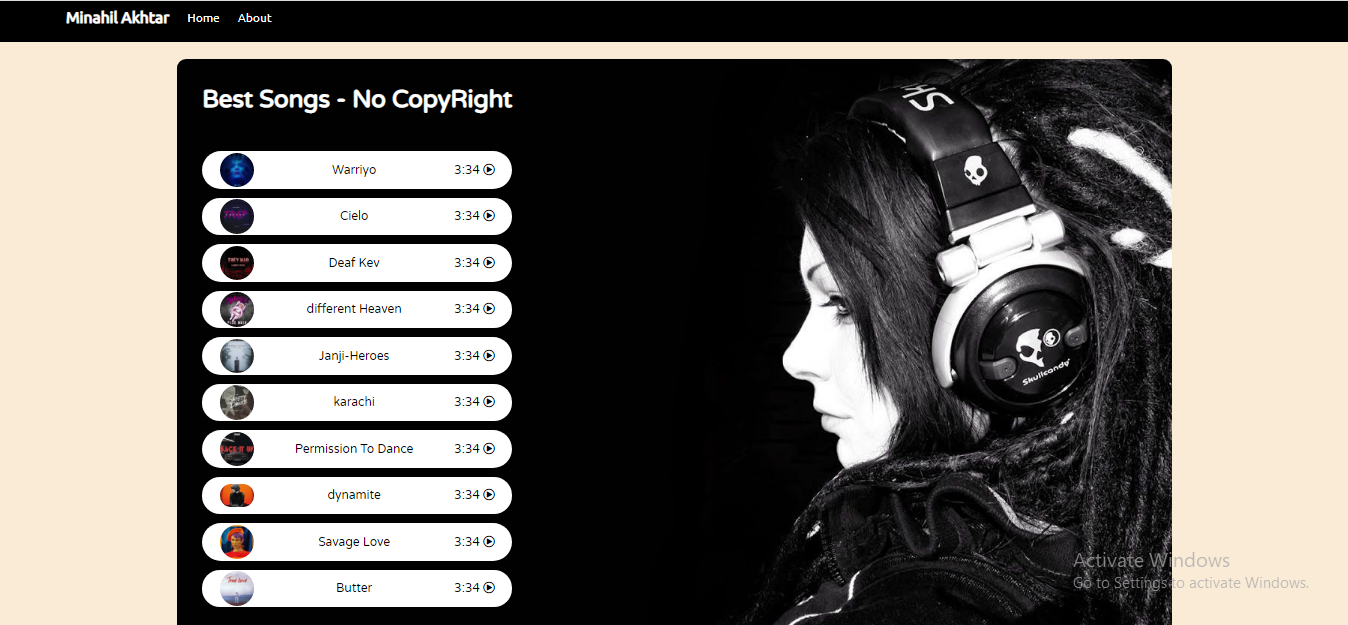 Minahil Akhtar Home About
Best Songs - No CopyRight
Warriyo 3:34
Cielo 3:34
Deaf Kev 3:34
different Heaven 3:34
Janji-Heroes 3:34
karachi 3:34
Permission To Dance 3:34
dynamite 3:34
Savage Love 3:34
Butter 3:34
Skullcandy
Activate Windows
Go to Settings to activate Windows.